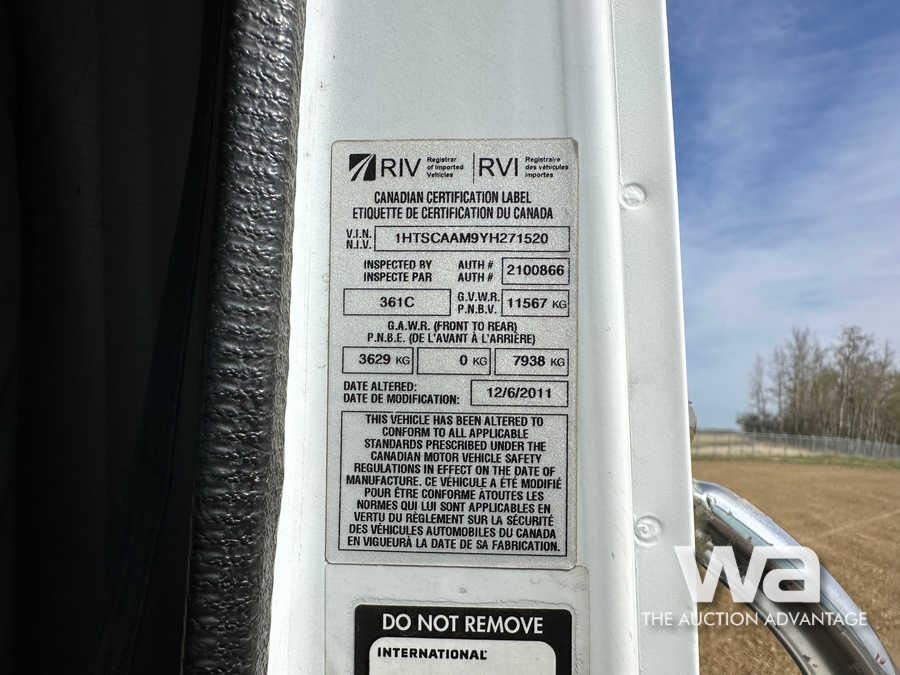 RIV Registrar of Imported Vehicles
RVI Registraire des véhicules importés
CANADIAN CERTIFICATION LABEL
ETIQUETTE DE CERTIFICATION DU CANADA
V.I.N. 1HTSCAAM9YH271520
N.I.V.
INSPECTED BY AUTH # 2100866
INSPECTE PAR AUTH #
361C G.V.W.R. 11567 KG
P.N.B.V.
G.A.W.R. (FRONT TO REAR)
P.N.B.E. (DE L'AVANT À L'ARRIÈRE)
3629 KG 0 KG 7938 KG
DATE ALTERED: 12/6/2011
DATE DE MODIFICATION:
THIS VEHICLE HAS BEEN ALTERED TO
CONFORM TO ALL APPLICABLE
STANDARDS PRESCRIBED UNDER THE
CANADIAN MOTOR VEHICLE SAFETY
REGULATIONS IN EFFECT ON THE DATE OF
MANUFACTURE. CE VÉHICULE A ÉTÉ MODIFIÉ
POUR ÊTRE CONFORME ATOUTES LES
NORMES QUI LUI SONT APPLICABLES EN
VERTU DU RÈGLEMENT SUR LA SÉCURITÉ
DES VÉHICULES AUTOMOBILES DU CANADA
EN VIGUEURÀ LA DATE DE SA FABRICATION.
DO NOT REMOVE
INTERNATIONAL
wa
THE AUCTION ADVANTAGE